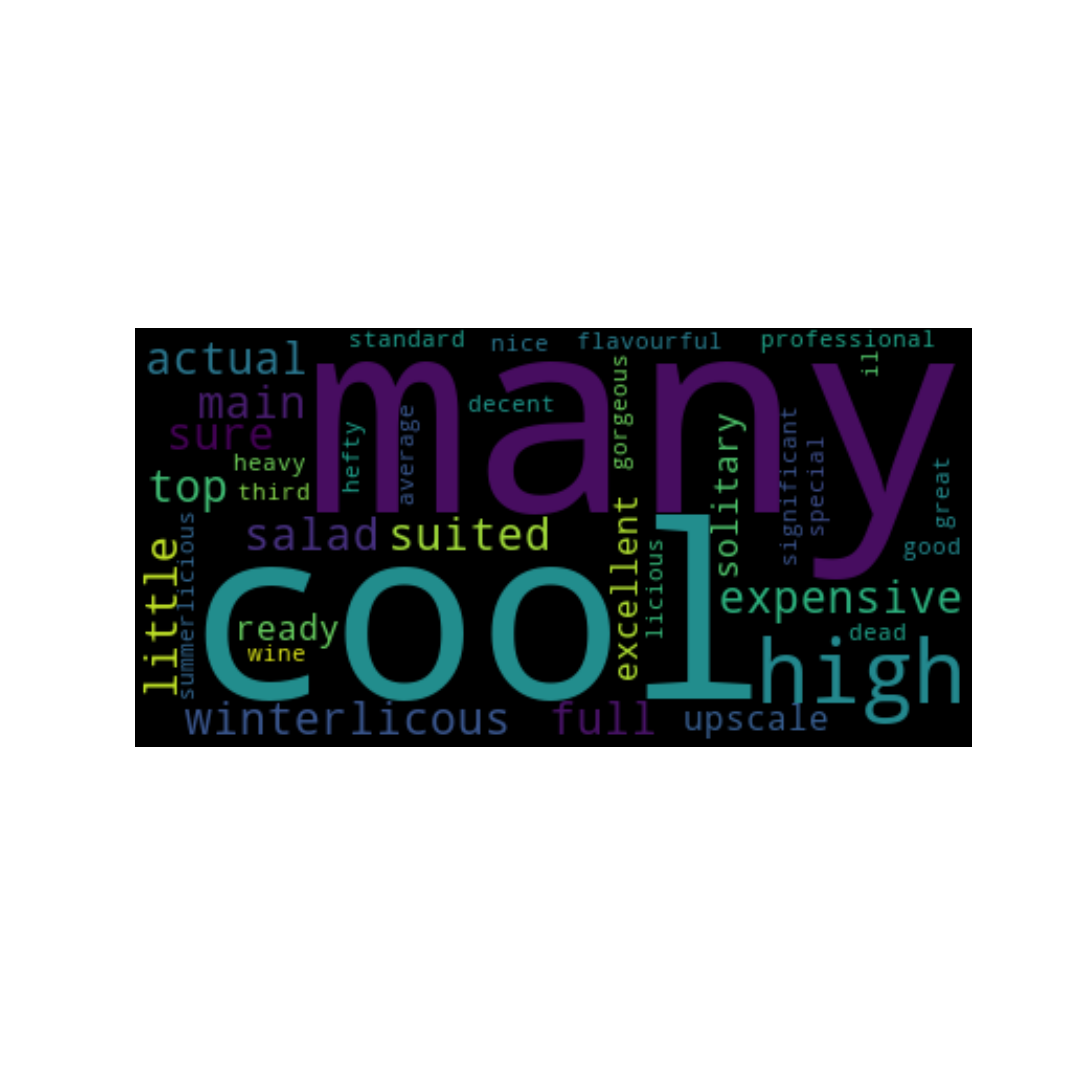 standard
nice
flavourful
professional
actual
many
il
main
gorgeous
decent
sure
average
hefty
solitary
significant
special
heavy
great
top
third
salad
suited
excellent
licious
good
little
summerlicious
cool
expensive
ready
dead
wine
high
winterlicous
full
upscale